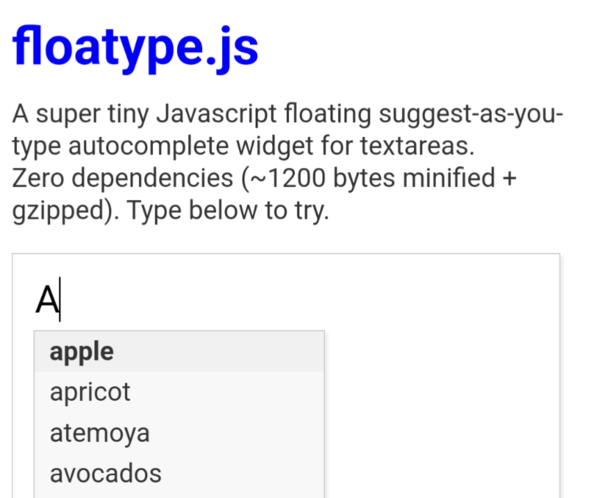 floatype.js
A super tiny Javascript floating suggest-as-you-
type autocomplete widget for textareas.
Zero dependencies (~1200 bytes minified +
gzipped). Type below to try.
A
apple
apricot
atemoya
avocados